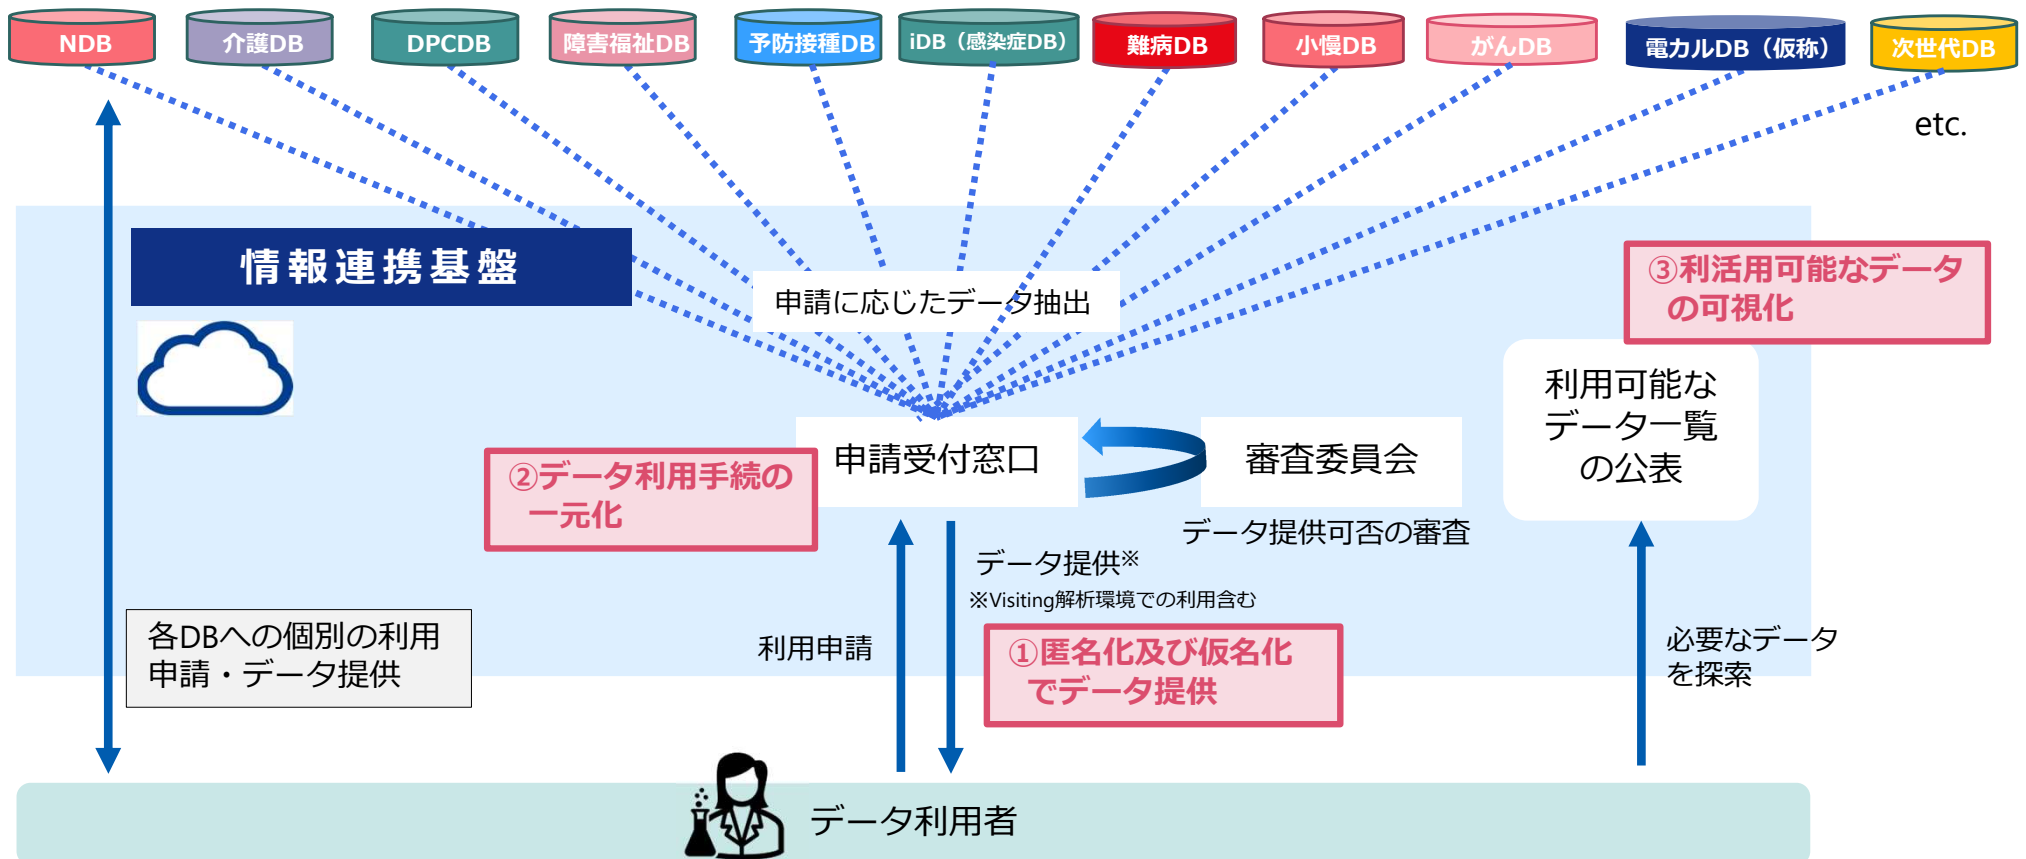 NDB
介護DB
DPCDB
障害福祉DB
予防接種DB
iDB（感染症DB）
難病DB
小慢DB
がんDB
電カルDB（仮称）
次世代DB
etc.
情報連携基盤
申請に応じたデータ抽出
③利活用可能なデータ
の可視化
利用可能な
データ一覧
の公表
②データ利用手続の
一元化
申請受付窓口
審査委員会
データ提供可否の審査
データ提供※
※Visiting解析環境での利用含む
利用申請
①匿名化及び仮名化
でデータ提供
各DBへの個別の利用
申請・データ提供
必要なデータ
を探索
データ利用者